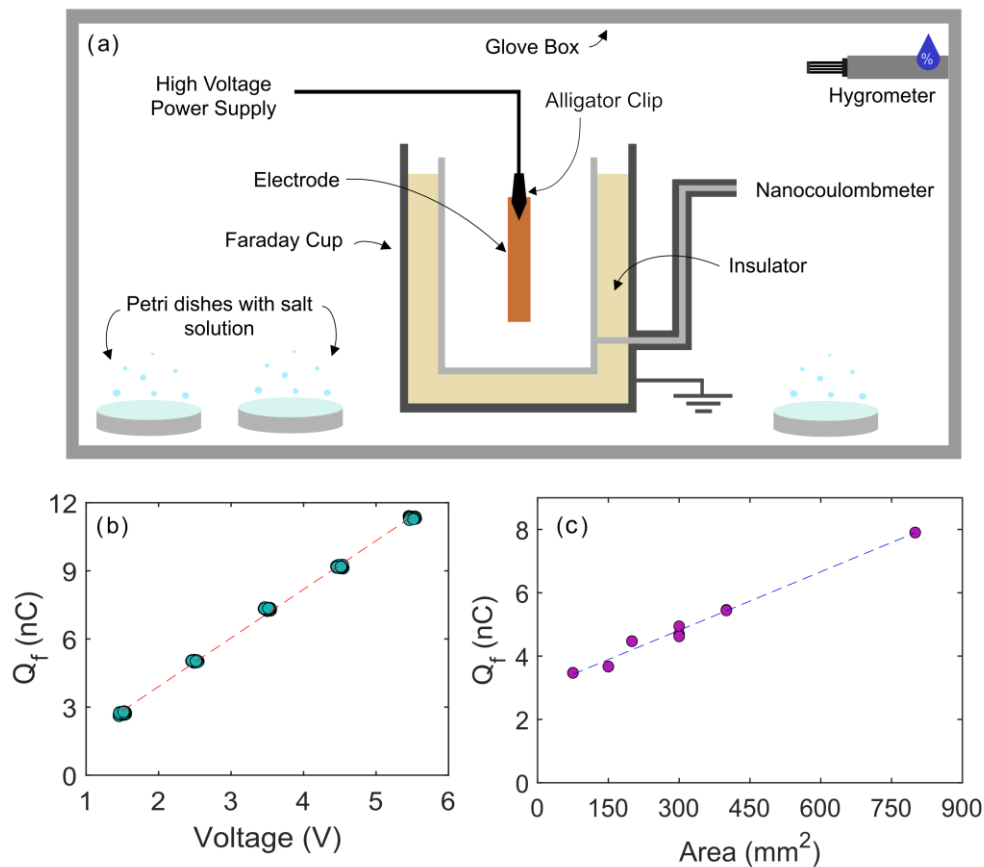 (a)
Glove Box
%
Hygrometer
High Voltage
Power Supply
Alligator Clip
Electrode
Nanocoulombmeter
Faraday Cup
Insulator
Petri dishes with salt
solution
(b)
12
9
6
3
0
Q_f (nC)
1 2 3 4 5 6
Voltage (V)
(c)
8
6
4
2
0
Q_f (nC)
0 150 300 450 600 750 900
Area (mm²)